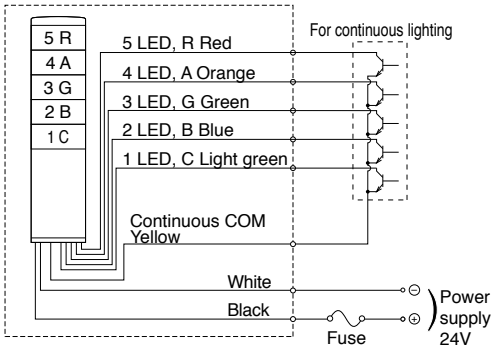 For continuous lighting
5 R
4 A
3 G
2 B
1 C
5 LED, R Red
4 LED, A Orange
3 LED, G Green
2 LED, B Blue
1 LED, C Light green
Continuous COM
Yellow
White
Black
Fuse
Power
supply
24V